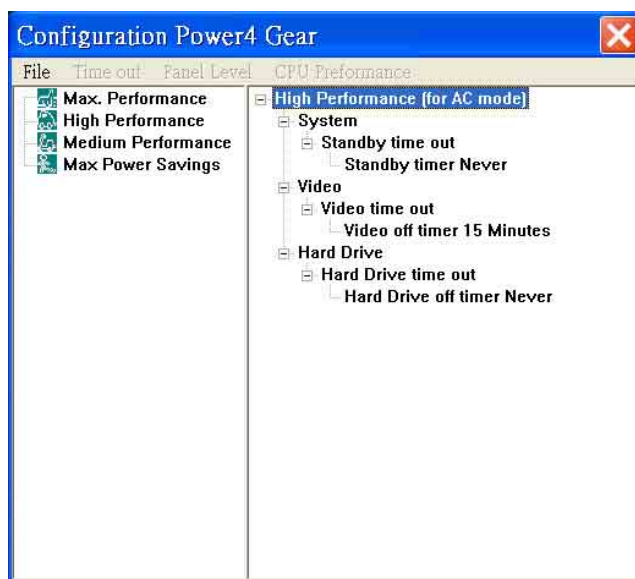 Configuration Power4 Gear
File Time out Panel Level CPU Preformance
Max. Performance
High Performance
Medium Performance
Max Power Savings
High Performance (for AC mode)
System
Standby time out
Standby timer Never
Video
Video time out
Video off timer 15 Minutes
Hard Drive
Hard Drive time out
Hard Drive off timer Never